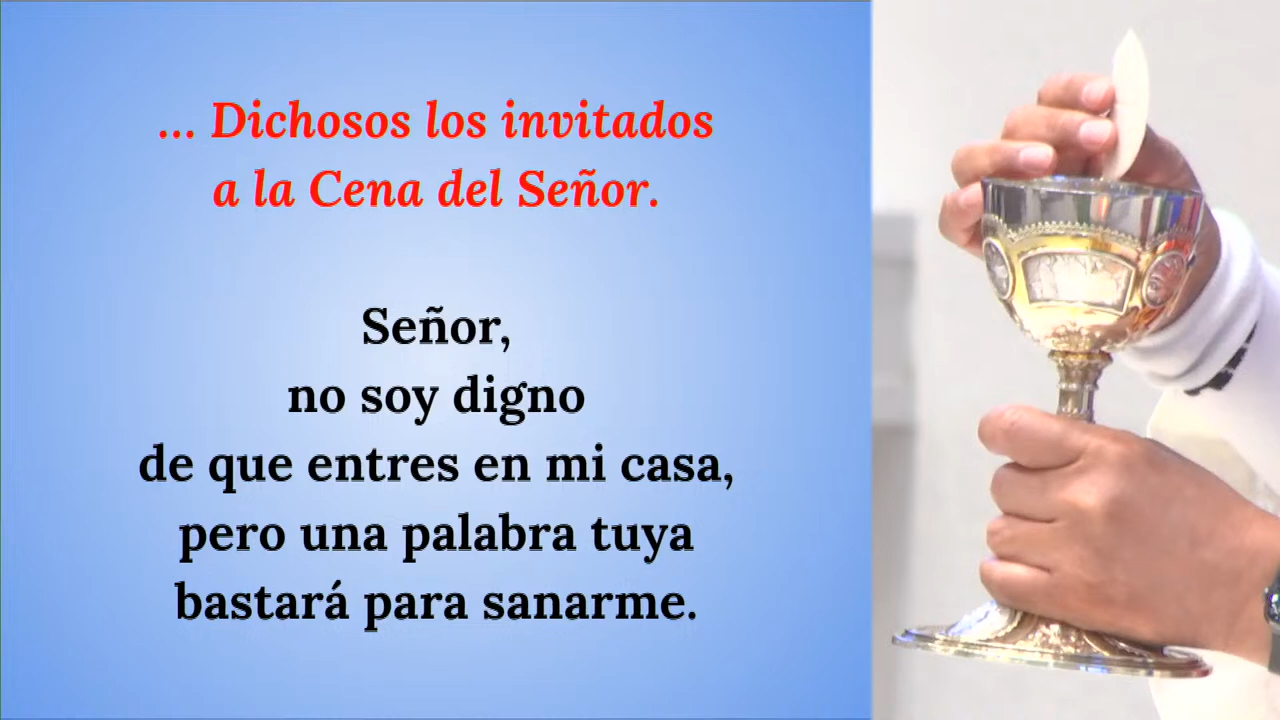 ... Dichosos los invitados
a la Cena del Señor.
Señor,
no soy digno
de que entres en mi casa,
pero una palabra tuya
bastará para sanarme.